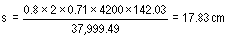 s = 0.8×2×0.71×4200×142.03 / 37,999.49 = 17.83 cm